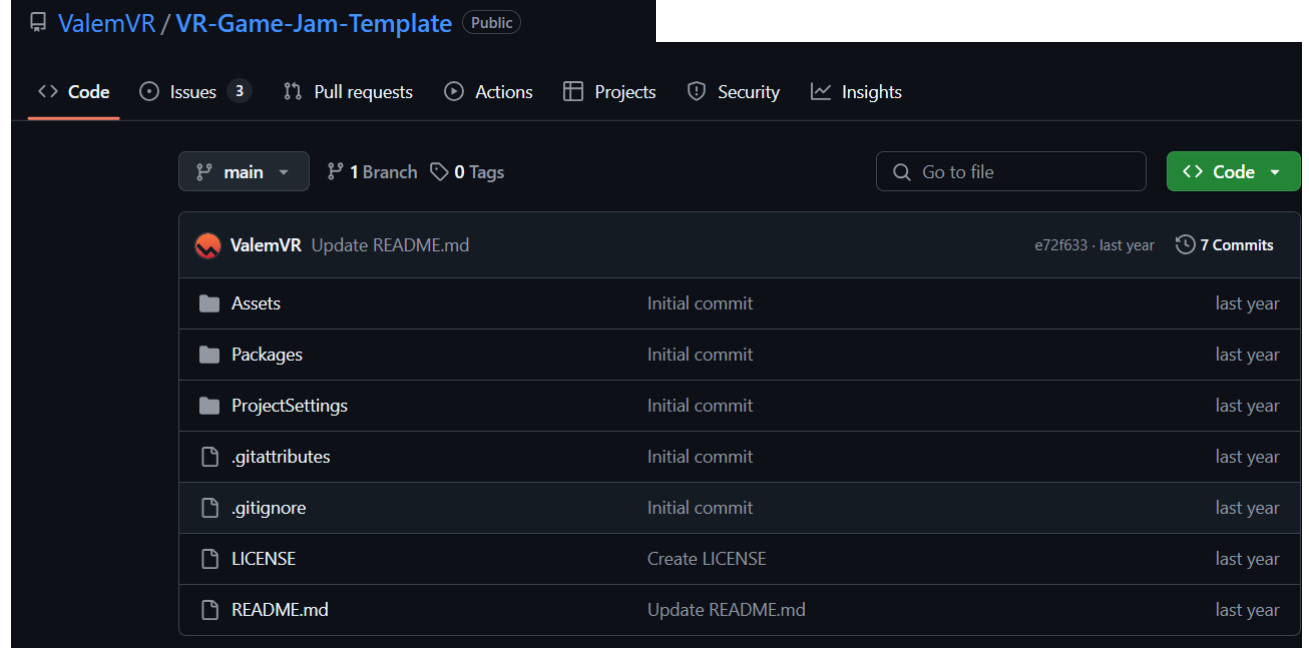 ValemVR / VR-Game-Jam-Template Public
<> Code Issues 3 Pull requests Actions Projects Security Insights
main 1 Branch 0 Tags Go to file <> Code
ValemVR Update README.md e72f633 · last year 7 Commits
Assets Initial commit last year
Packages Initial commit last year
ProjectSettings Initial commit last year
.gitattributes Initial commit last year
.gitignore Initial commit last year
LICENSE Create LICENSE last year
README.md Update README.md last year